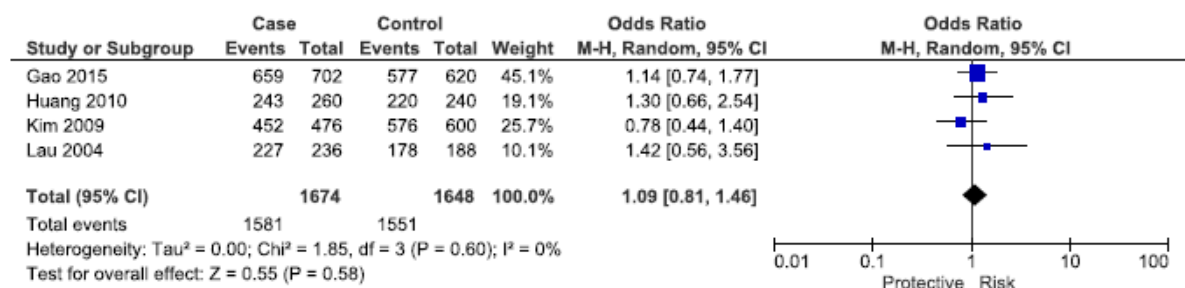 Case Control Odds Ratio Odds Ratio
Study or Subgroup Events Total Events Total Weight M-H, Random, 95% CI M-H, Random, 95% CI
Gao 2015 659 702 577 620 45.1% 1.14 [0.74, 1.77]
Huang 2010 243 260 220 240 19.1% 1.30 [0.66, 2.54]
Kim 2009 452 476 576 600 25.7% 0.78 [0.44, 1.40]
Lau 2004 227 236 178 188 10.1% 1.42 [0.56, 3.56]
Total (95% CI) 1674 1648 100.0% 1.09 [0.81, 1.46]
Total events 1581 1551
Heterogeneity: Tau² = 0.00; Chi² = 1.85, df = 3 (P = 0.60); I² = 0%
Test for overall effect: Z = 0.55 (P = 0.58)
0.01 0.1 1 10 100
Protective Risk